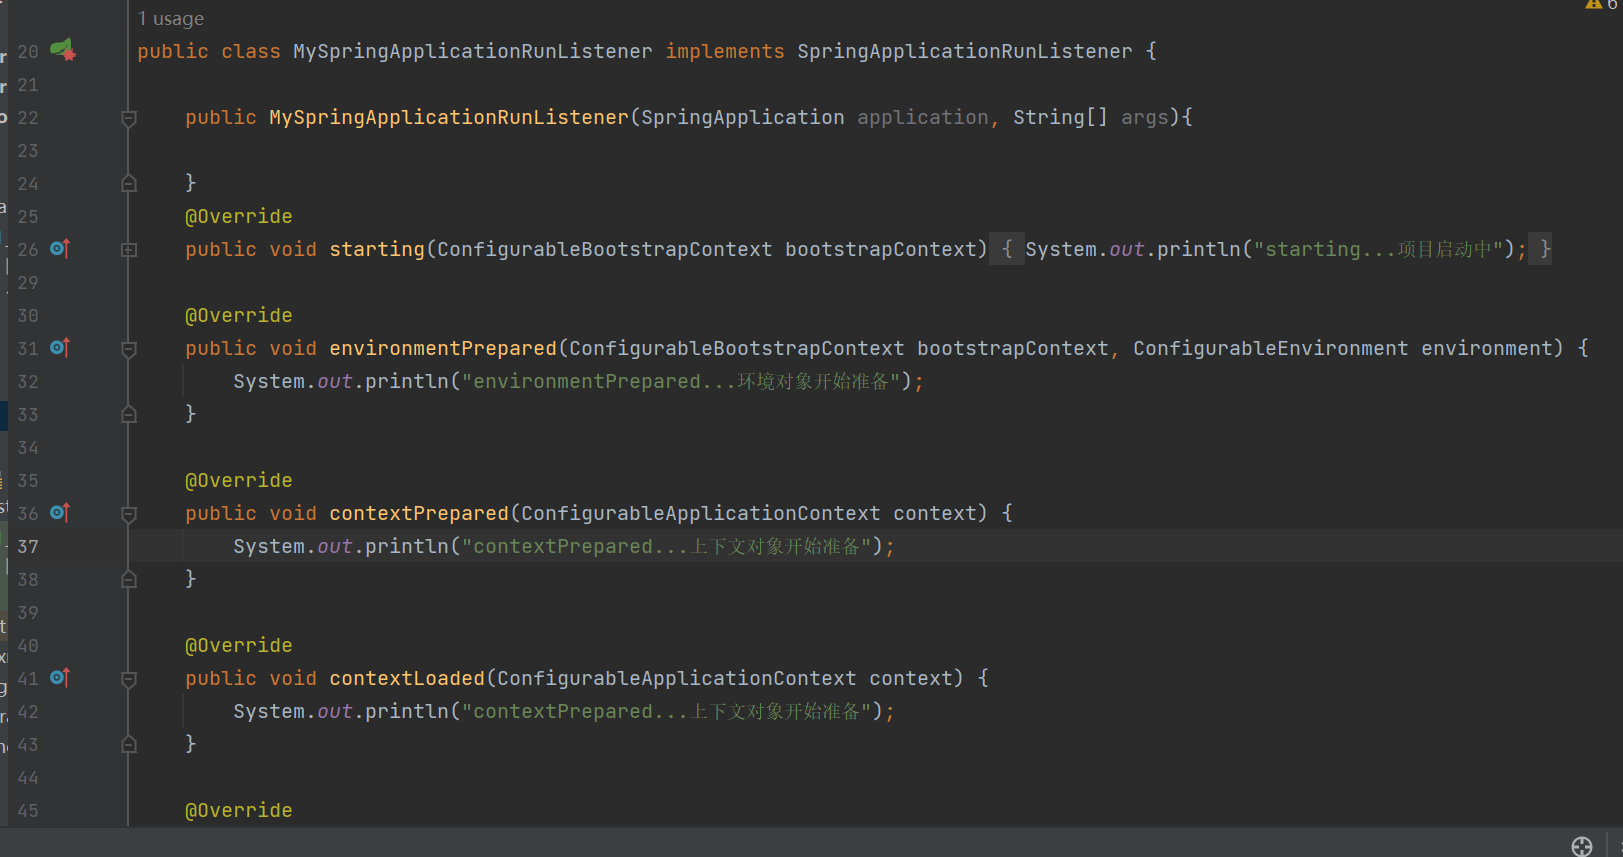 6
1 usage
20 public class MySpringApplicationRunListener implements SpringApplicationRunListener {
21
22 public MySpringApplicationRunListener(SpringApplication application, String[] args){
23
24 }
25 @Override
26 public void starting(ConfigurableBootstrapContext bootstrapContext) { System.out.println("starting...项目启动中"); }
29
30 @Override
31 public void environmentPrepared(ConfigurableBootstrapContext bootstrapContext, ConfigurableEnvironment environment) {
32 System.out.println("environmentPrepared...环境对象开始准备");
33 }
34
35 @Override
36 public void contextPrepared(ConfigurableApplicationContext context) {
37 System.out.println("contextPrepared...上下文对象开始准备");
38 }
39
40 @Override
41 public void contextLoaded(ConfigurableApplicationContext context) {
42 System.out.println("contextPrepared...上下文对象开始准备");
43 }
44
45 @Override